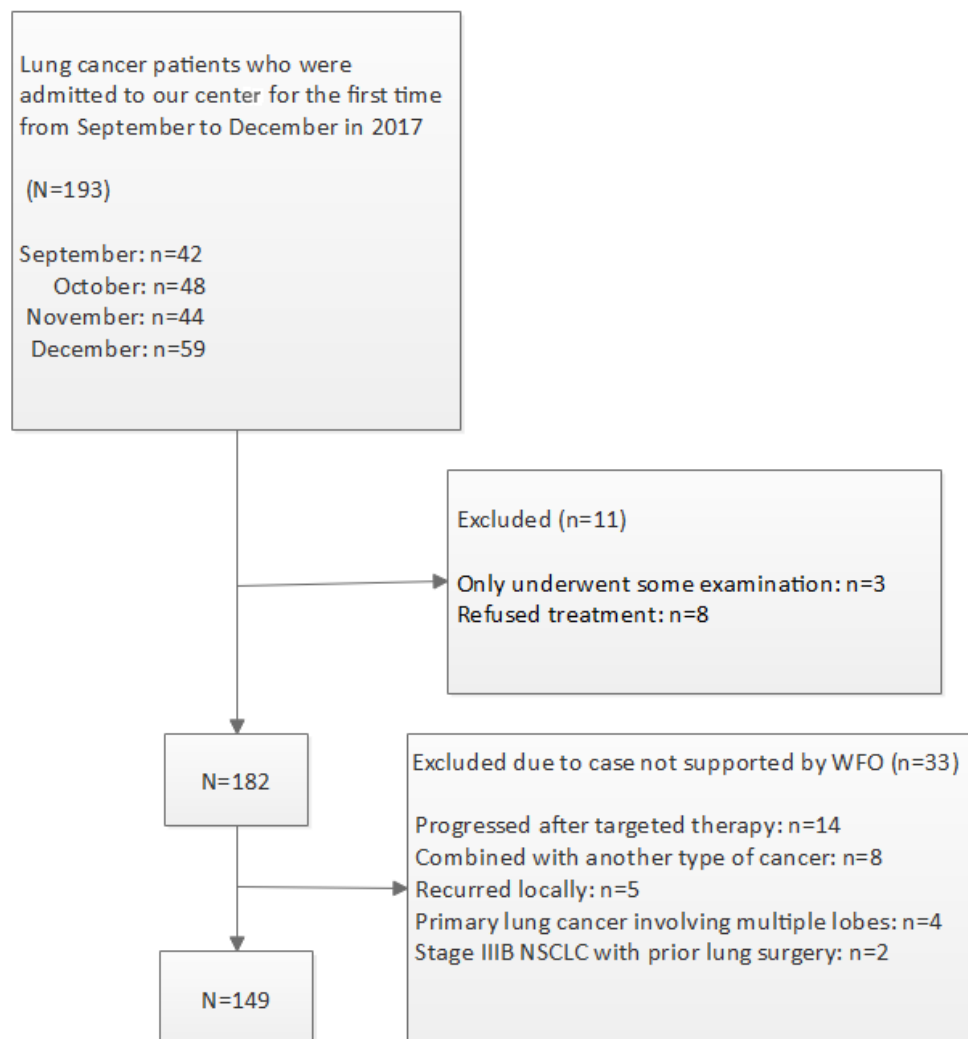 Lung cancer patients who were
admitted to our center for the first time
from September to December in 2017
(N=193)
September: n=42
October: n=48
November: n=44
December: n=59
Excluded (n=11)
Only underwent some examination: n=3
Refused treatment: n=8
N=182
Excluded due to case not supported by WFO (n=33)
Progressed after targeted therapy: n=14
Combined with another type of cancer: n=8
Recurred locally: n=5
Primary lung cancer involving multiple lobes: n=4
Stage IIIB NSCLC with prior lung surgery: n=2
N=149